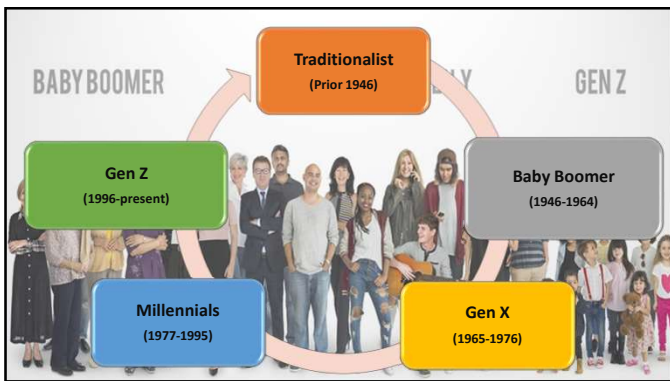 BABY BOOMER
GEN Z
Traditionalist
(Prior 1946)
Baby Boomer
(1946-1964)
Gen X
(1965-1976)
Millennials
(1977-1995)
Gen Z
(1996-present)